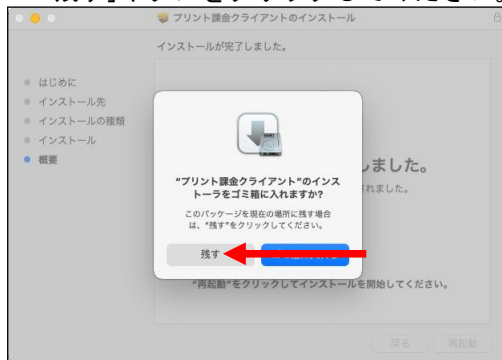 残す」ボタンをクリックしてください。
プリント課金クライアントのインストール
インストールが完了しました。
はじめに
インストール先
インストールの種類
インストール
概要
しました。
されました。
"プリント課金クライアント"のインス
トーラをゴミ箱に入れますか?
このパッケージを現在の場所に残す場合
は、"残す"をクリックしてください。
残す
"再起動"をクリックしてインストールを開始してください。
戻る
再起動